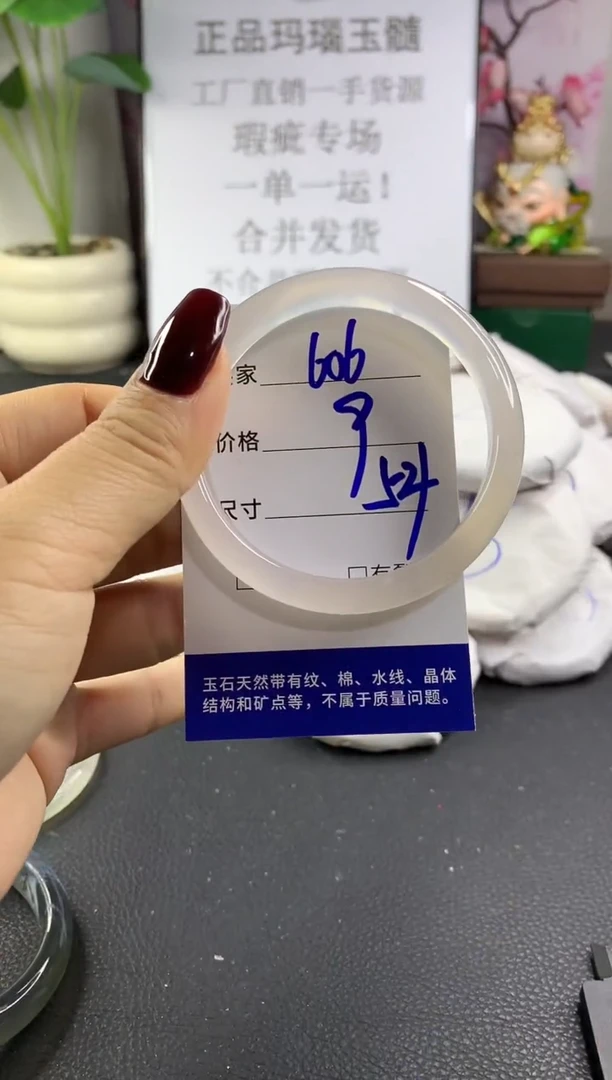 正品玛瑙玉髓
工厂直销一手货源
瑕疵专场
一单一运！
合并发货
家 606
价格 9
尺寸 54
玉石天然带有纹、棉、水线、晶体
结构和矿点等，不属于质量问题。